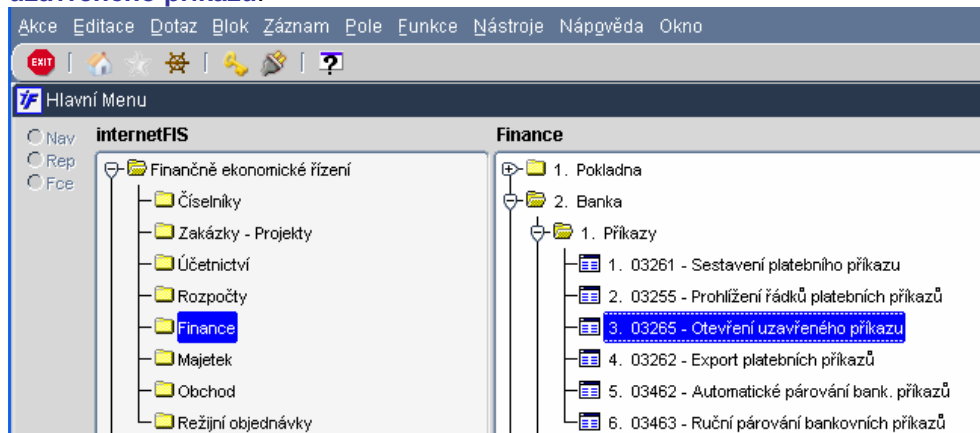 uzavřeného příkazu.
Akce Editace Dotaz Blok Záznam Pole Funkce Nástroje Nápověda Okno
EXIT
Hlavní Menu
Nav
Rep
Fce
internetFIS
Finančně ekonomické řízení
Číselníky
Zakázky - Projekty
Účetnictví
Rozpočty
Finance
Majetek
Obchod
Režijní objednávky
Finance
1. Pokladna
2. Banka
1. Příkazy
1. 03261 - Sestavení platebního příkazu
2. 03255 - Prohlížení řádků platebních příkazů
3. 03265 - Otevření uzavřeného příkazu
4. 03262 - Export platebních příkazů
5. 03462 - Automatické párování bank. příkazů
6. 03463 - Ruční párování bankovních příkazů